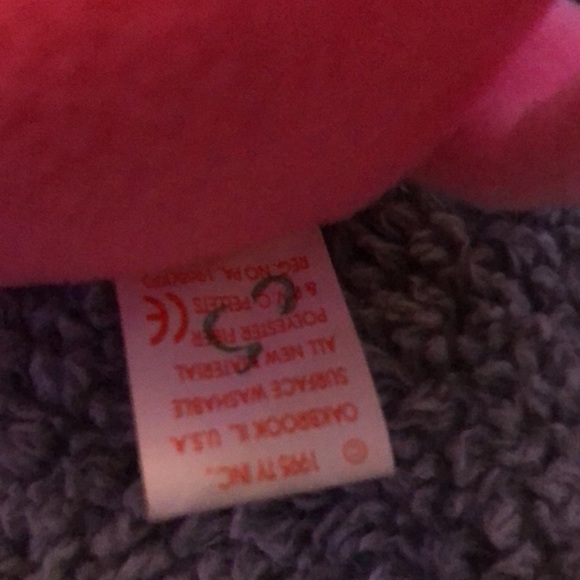 © 1995 TY INC.,
OAKBROOK IL. U.S.A
SURFACE WASHABLE
ALL NEW MATERIAL
POLYESTER FIBER
& P.V.C. PELLETS CE
REG. NO PA.